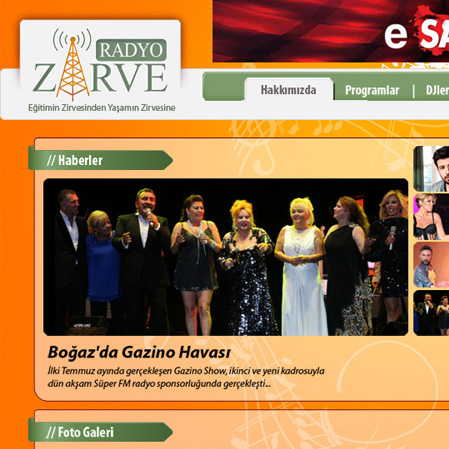 e SA
RADYO
ZİRVE
Eğitimin Zirvesinden Yaşamın Zirvesine
Hakkımızda Programlar | DJler
// Haberler
Boğaz'da Gazino Havası
İlki Temmuz ayında gerçekleşen Gazino Show, ikinci ve yeni kadrosuyla
dün akşam Süper FM radyo sponsorluğunda gerçekleşti...
// Foto Galeri